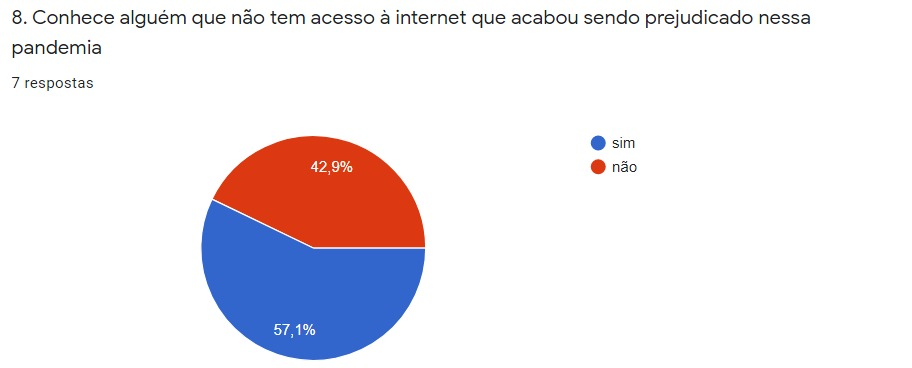 8. Conhece alguém que não tem acesso à internet que acabou sendo prejudicado nessa
pandemia
7 respostas
sim
não
42,9%
57,1%